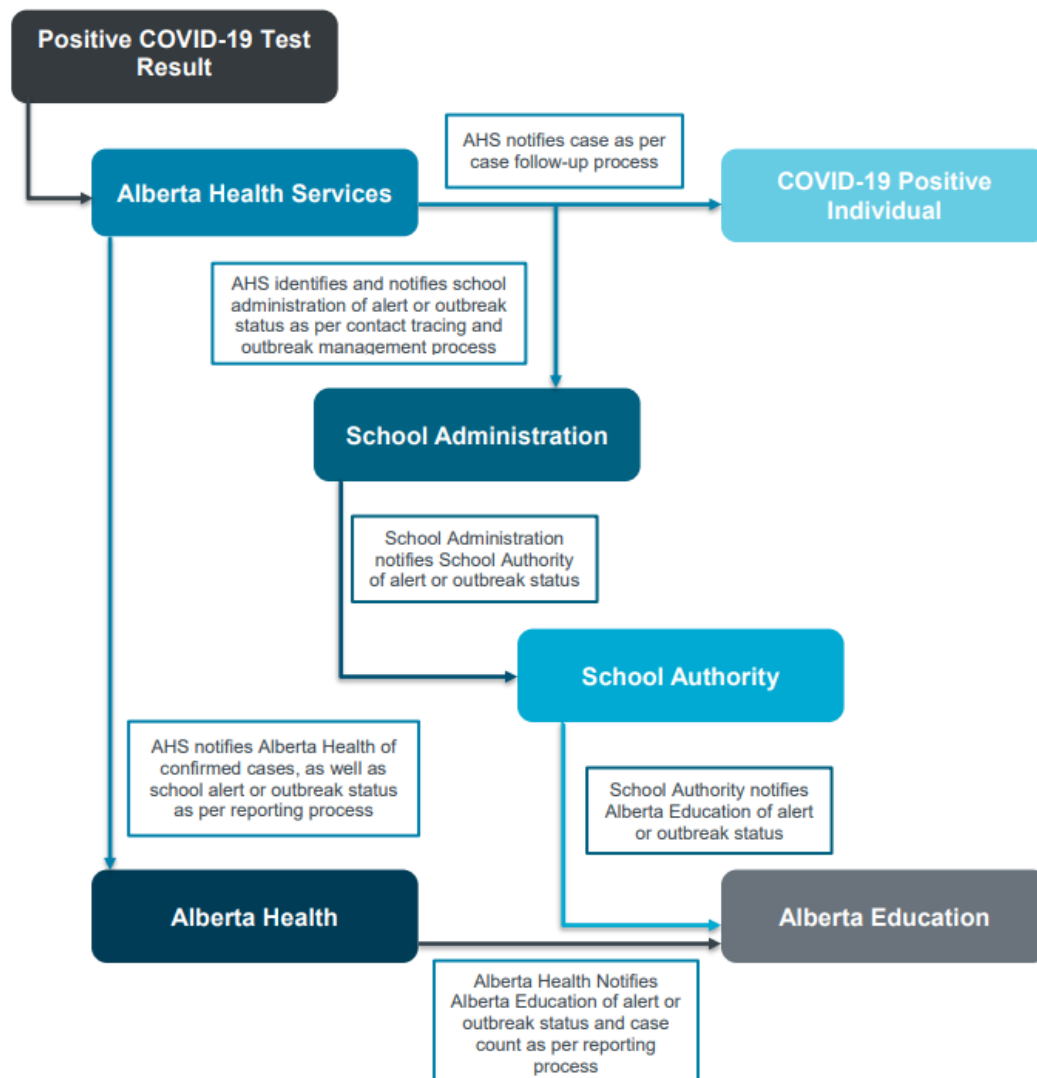 Positive COVID-19 Test
Result
AHS notifies case as per
case follow-up process
Alberta Health Services
COVID-19 Positive
Individual
AHS identifies and notifies school
administration of alert or outbreak
status as per contact tracing and
outbreak management process
School Administration
School Administration
notifies School Authority
of alert or outbreak status
School Authority
AHS notifies Alberta Health of
confirmed cases, as well as
school alert or outbreak status
as per reporting process
School Authority notifies
Alberta Education of alert
or outbreak status
Alberta Health
Alberta Education
Alberta Health Notifies
Alberta Education of alert or
outbreak status and case
count as per reporting
process